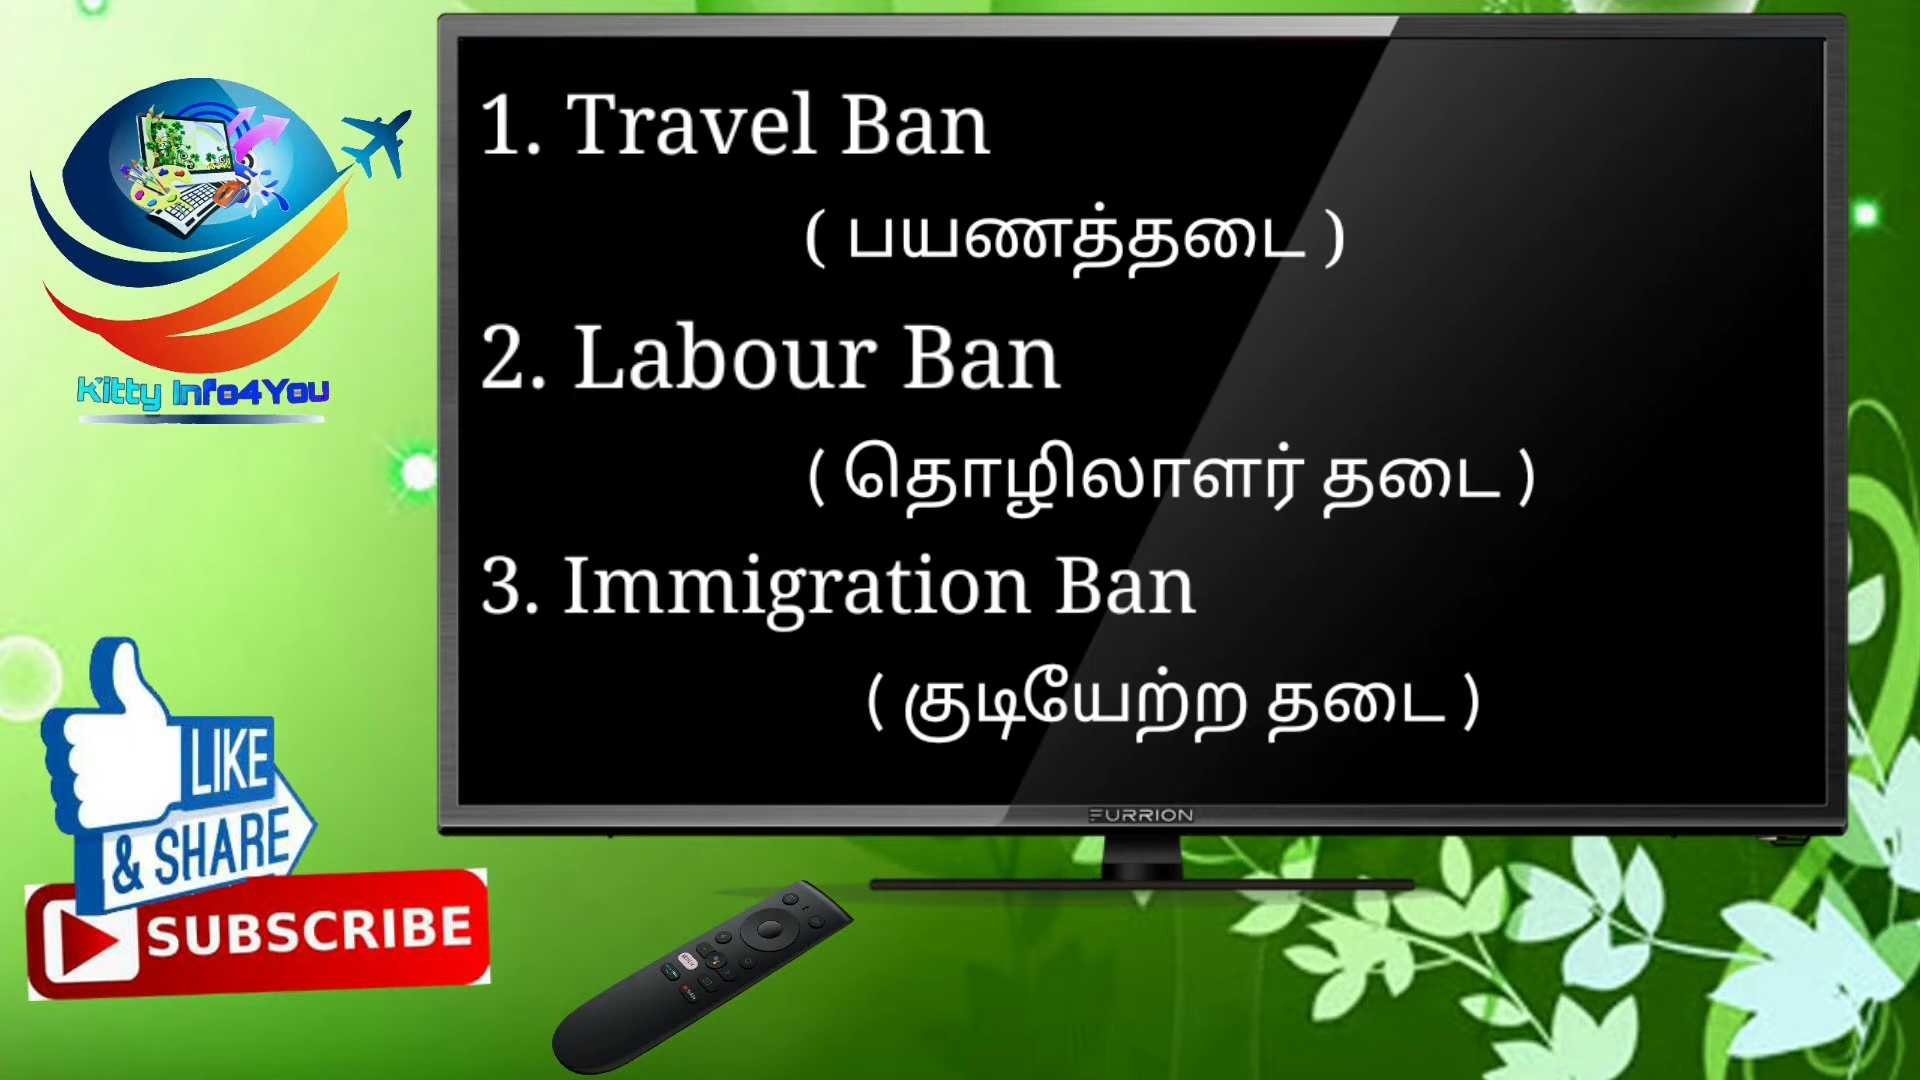 1. Travel Ban
( பயணத்தடை )
2. Labour Ban
( தொழிலாளர் தடை )
3. Immigration Ban
( குடியேற்ற தடை )
Kitty Info4You
LIKE
& SHARE
SUBSCRIBE
FURRION